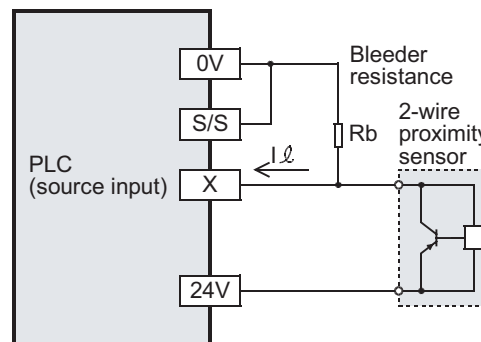 0V
Bleeder
resistance
S/S
Rb
2-wire
proximity
sensor
PLC
(source input)
Iℓ
X
24V